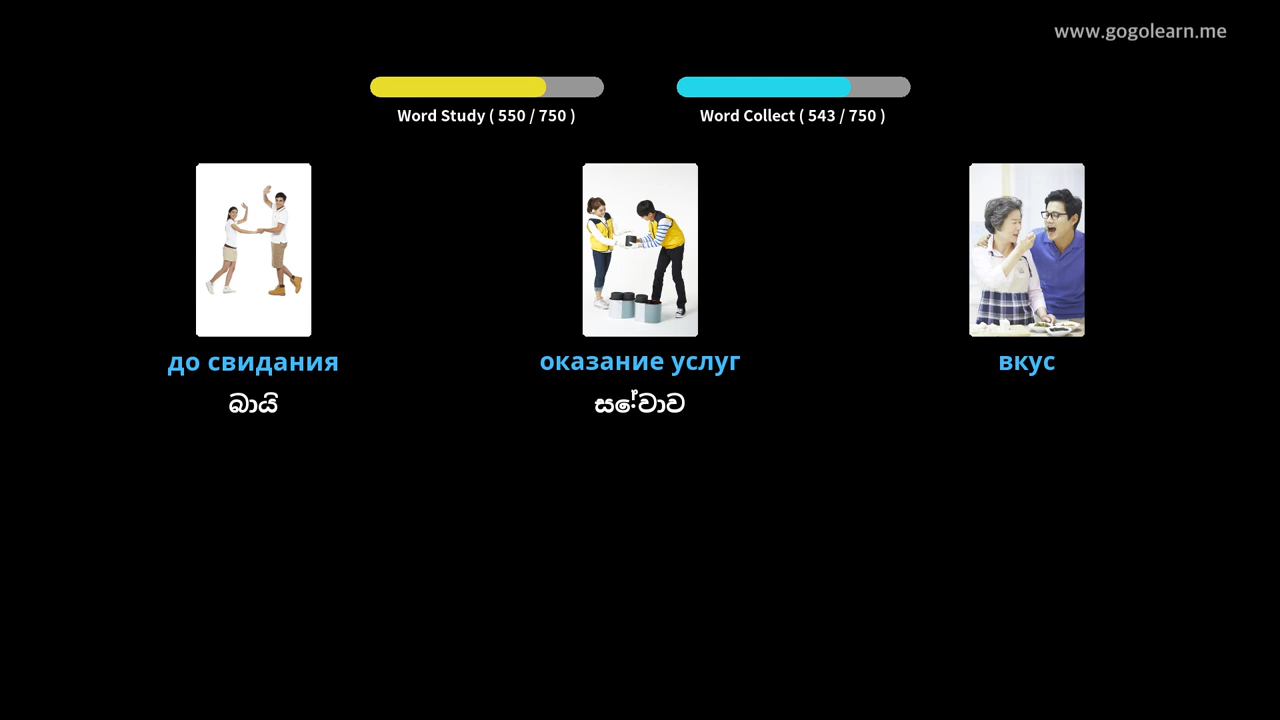 www.gogolearn.me
Word Study ( 550 / 750 )
Word Collect ( 543 / 750 )
до свидания
оказание услуг
вкус
බායි
සේවාව